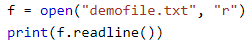 f = open("demofile.txt", "r")
print(f.readline())